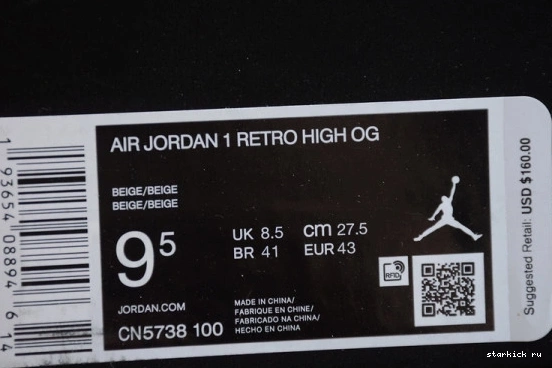 AIR JORDAN 1 RETRO HIGH OG
BEIGE/BEIGE
BEIGE/BEIGE
9 5
UK 8.5 cm 27.5
BR 41 EUR 43
JORDAN.COM
CN5738 100
MADE IN CHINA/
FABRIQUE EN CHINE/
FABRICADO NA CHINA/
HECHO EN CHINA
RFID
1 93654 08894 6 14
Suggested Retail: USD $160.00
starkick ru